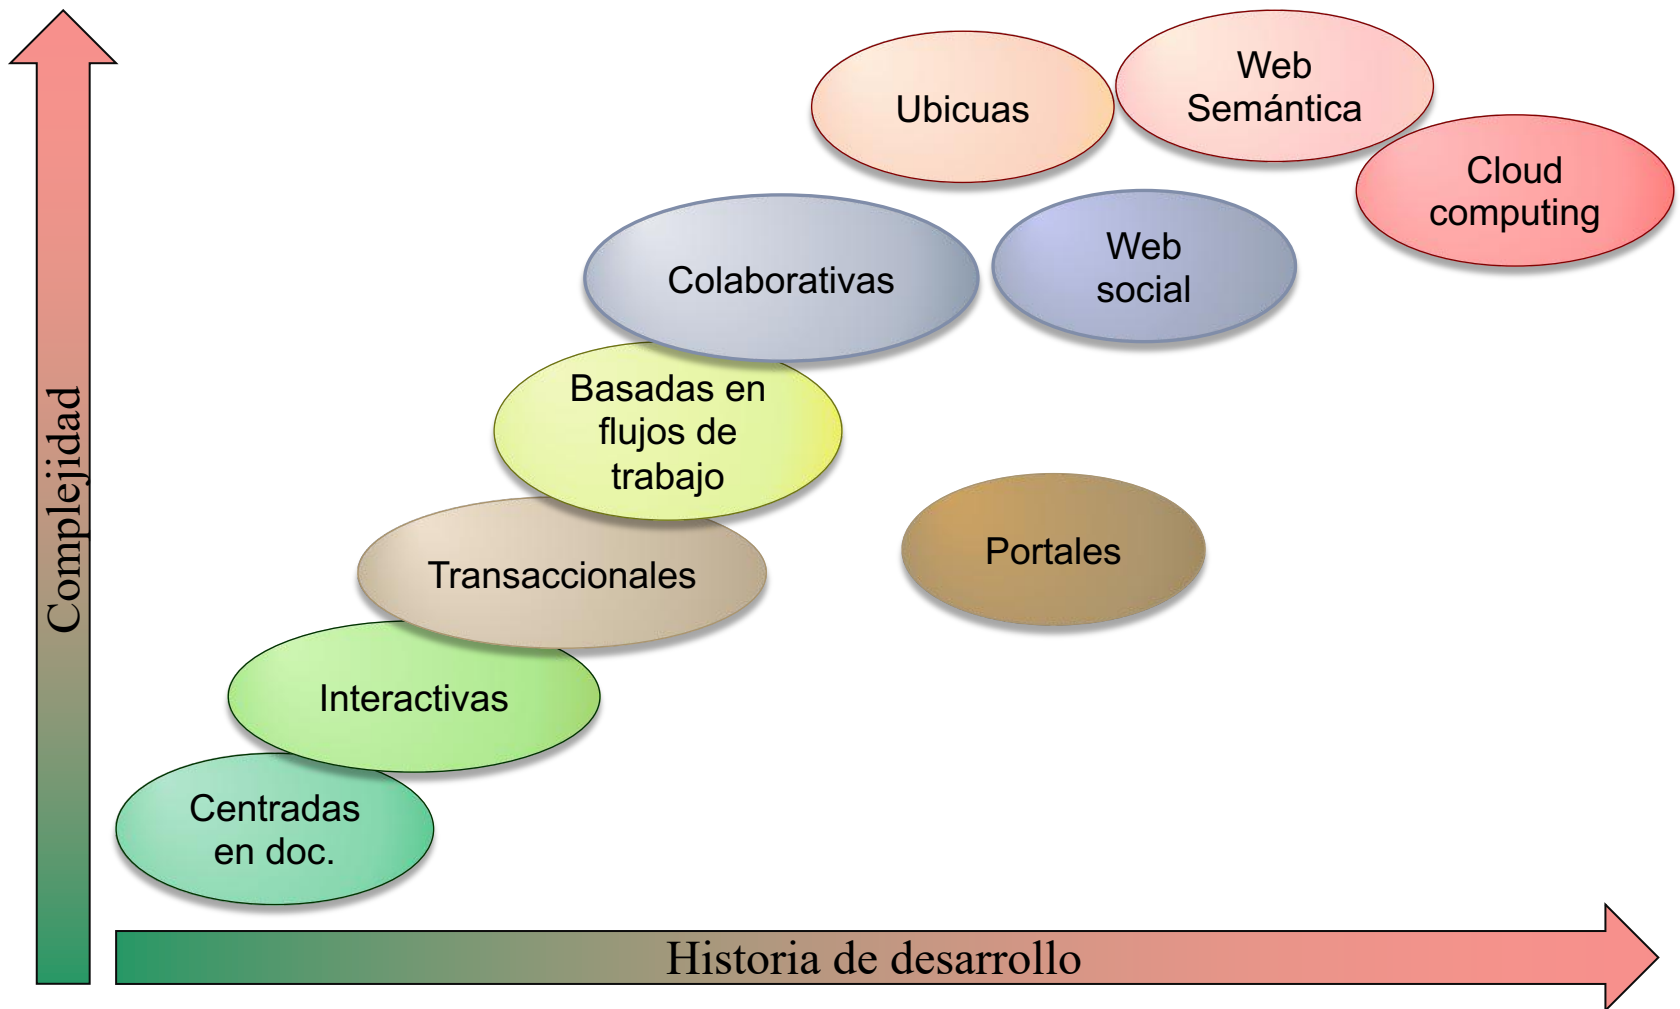 Web
Semántica
Ubicuas
Cloud
computing
Web
social
Colaborativas
Basadas en
flujos de
trabajo
Portales
Transaccionales
Interactivas
Centradas
en doc.
Complejidad
Historia de desarrollo